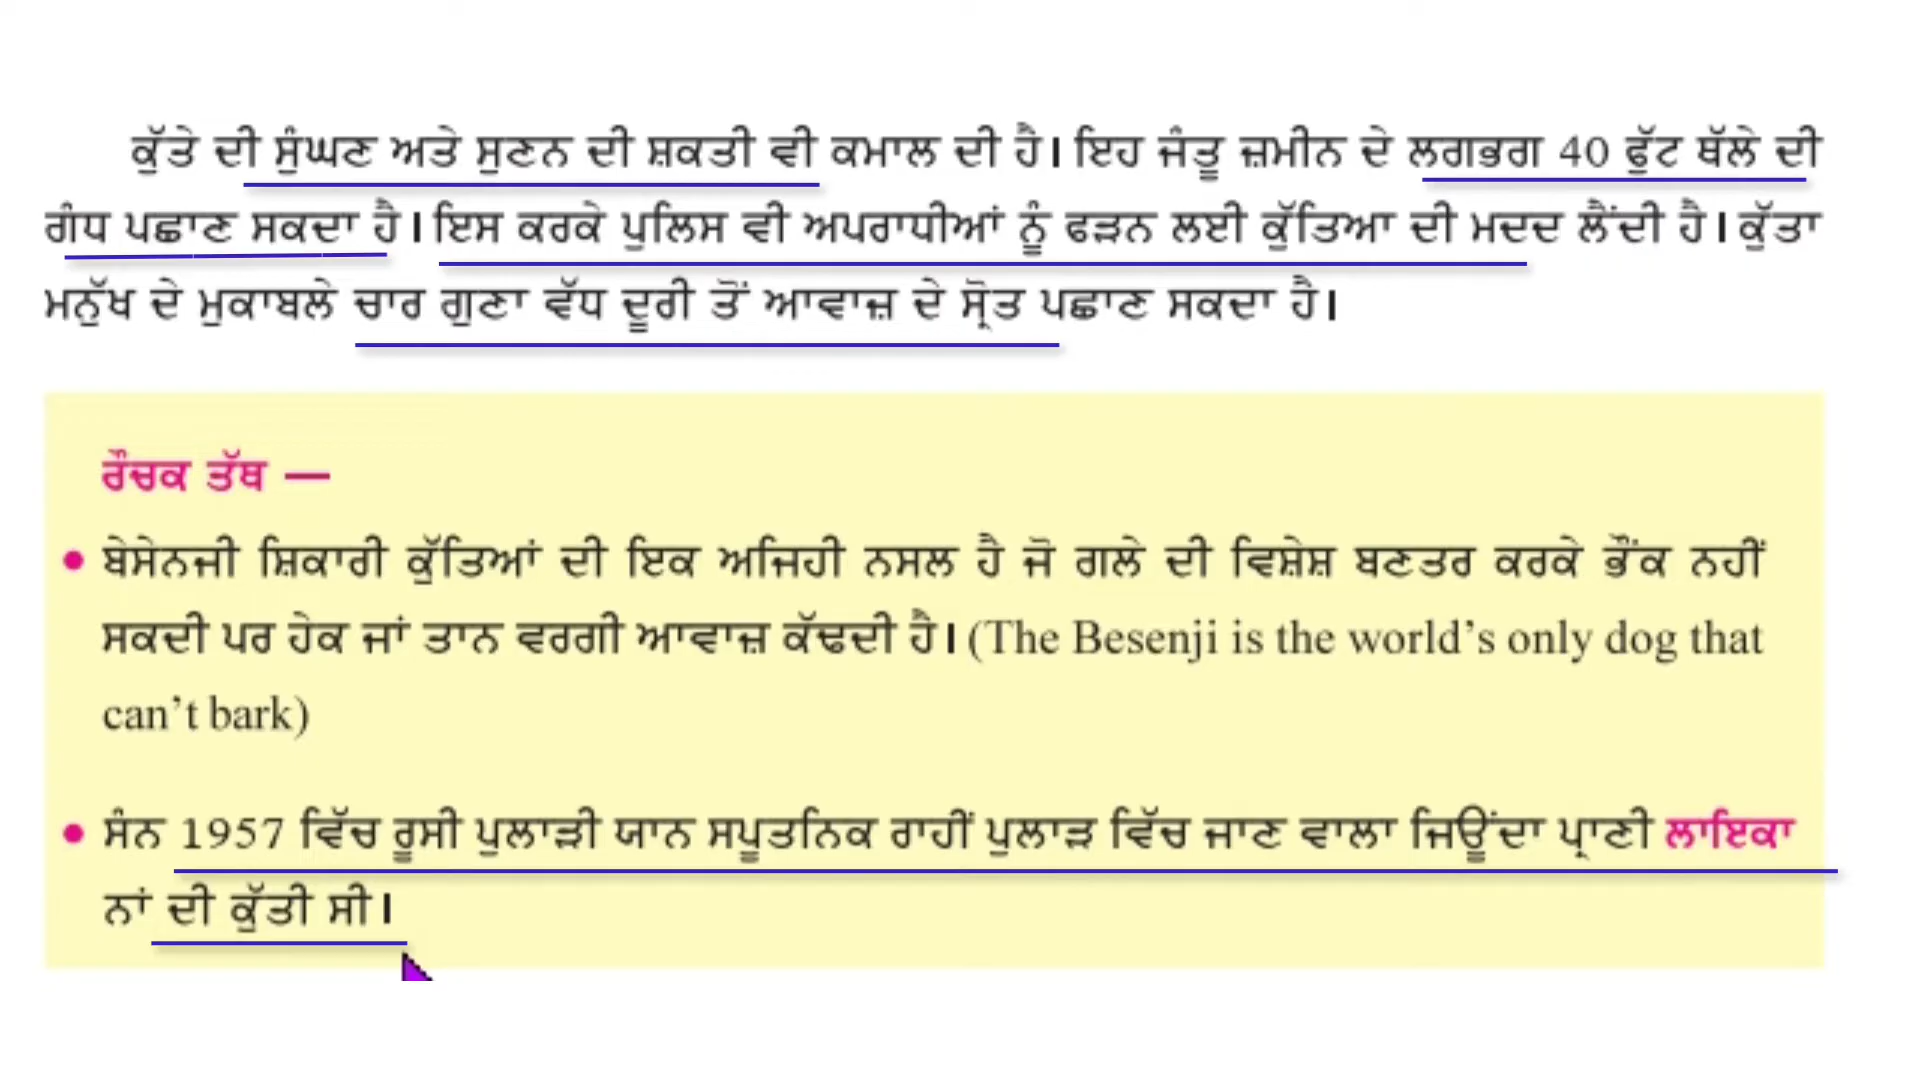 ਕੁੱਤੇ ਦੀ ਸੁੰਘਣ ਅਤੇ ਸੁਣਨ ਦੀ ਸ਼ਕਤੀ ਵੀ ਕਮਾਲ ਦੀ ਹੈ। ਇਹ ਜੰਤੂ ਜ਼ਮੀਨ ਦੇ ਲਗਭਗ 40 ਫੁੱਟ ਥੱਲੇ ਦੀ
ਗੰਧ ਪਛਾਣ ਸਕਦਾ ਹੈ। ਇਸ ਕਰਕੇ ਪੁਲਿਸ ਵੀ ਅਪਰਾਧੀਆਂ ਨੂੰ ਫੜਨ ਲਈ ਕੁੱਤਿਆ ਦੀ ਮਦਦ ਲੈਂਦੀ ਹੈ। ਕੁੱਤਾ
ਮਨੁੱਖ ਦੇ ਮੁਕਾਬਲੇ ਚਾਰ ਗੁਣਾ ਵੱਧ ਦੂਰੀ ਤੋਂ ਆਵਾਜ਼ ਦੇ ਸ੍ਰੋਤ ਪਛਾਣ ਸਕਦਾ ਹੈ।
ਰੌਚਕ ਤੱਥ —
• ਬੇਸੇਨਜੀ ਸ਼ਿਕਾਰੀ ਕੁੱਤਿਆਂ ਦੀ ਇਕ ਅਜਿਹੀ ਨਸਲ ਹੈ ਜੋ ਗਲੇ ਦੀ ਵਿਸ਼ੇਸ਼ ਬਣਤਰ ਕਰਕੇ ਭੌਂਕ ਨਹੀਂ
ਸਕਦੀ ਪਰ ਹੇਕ ਜਾਂ ਤਾਨ ਵਰਗੀ ਆਵਾਜ਼ ਕੱਢਦੀ ਹੈ। (The Besenji is the world’s only dog that
can’t bark)
• ਸੰਨ 1957 ਵਿੱਚ ਰੂਸੀ ਪੁਲਾੜੀ ਯਾਨ ਸਪੂਤਨਿਕ ਰਾਹੀਂ ਪੁਲਾੜ ਵਿੱਚ ਜਾਣ ਵਾਲਾ ਜਿਊਂਦਾ ਪ੍ਰਾਣੀ ਲਾਇਕਾ
ਨਾਂ ਦੀ ਕੁੱਤੀ ਸੀ।